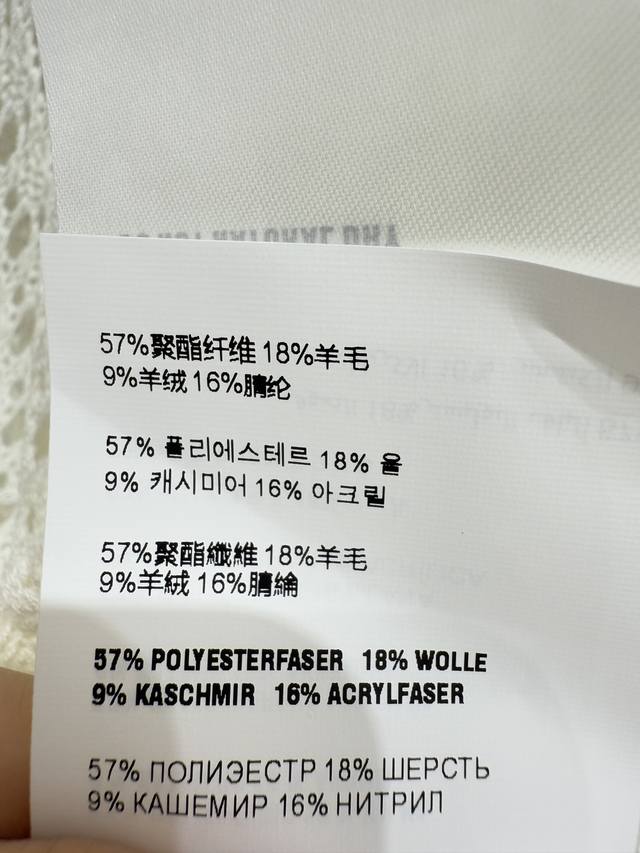 57%聚酯纤维 18%羊毛
9%羊绒 16%腈纶
57% 폴리에스테르 18% 울
9% 캐시미어 16% 아크릴
57%聚酯纖維 18%羊毛
9%羊絨 16%腈綸
57% POLYESTERFASER 18% WOLLE
9% KASCHMIR 16% ACRYLFASER
57% ПОЛИЭЕСТР 18% ШЕРСТЬ
9% КАШЕМИР 16% НИТРИЛ